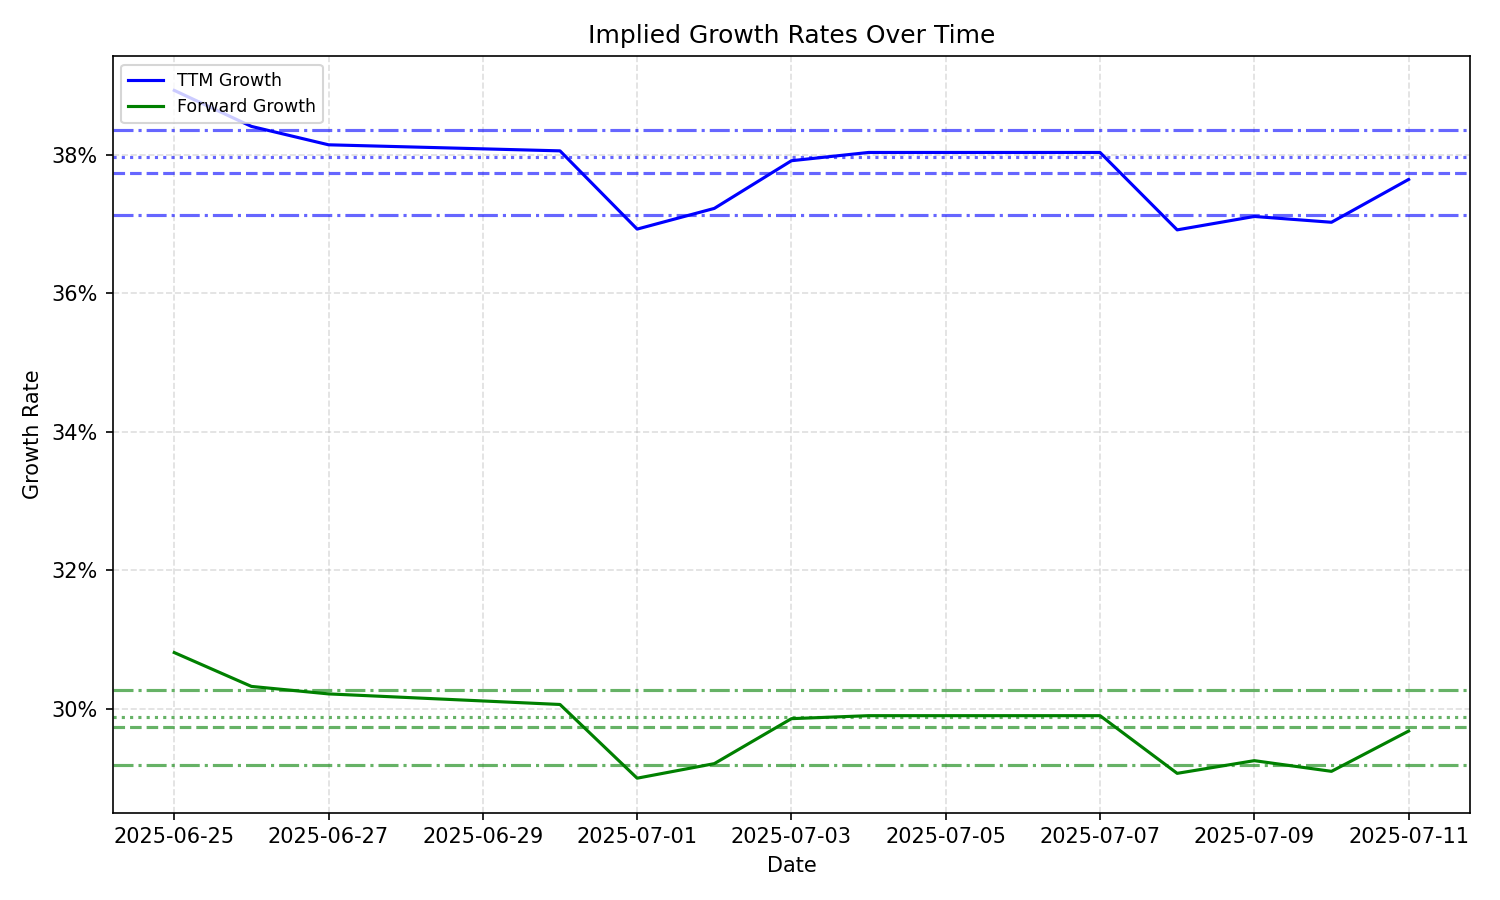 Implied Growth Rates Over Time
TTM Growth
Forward Growth
38%
36%
34%
32%
30%
Growth Rate
2025-06-25 2025-06-27 2025-06-29 2025-07-01 2025-07-03 2025-07-05 2025-07-07 2025-07-09 2025-07-11
Date